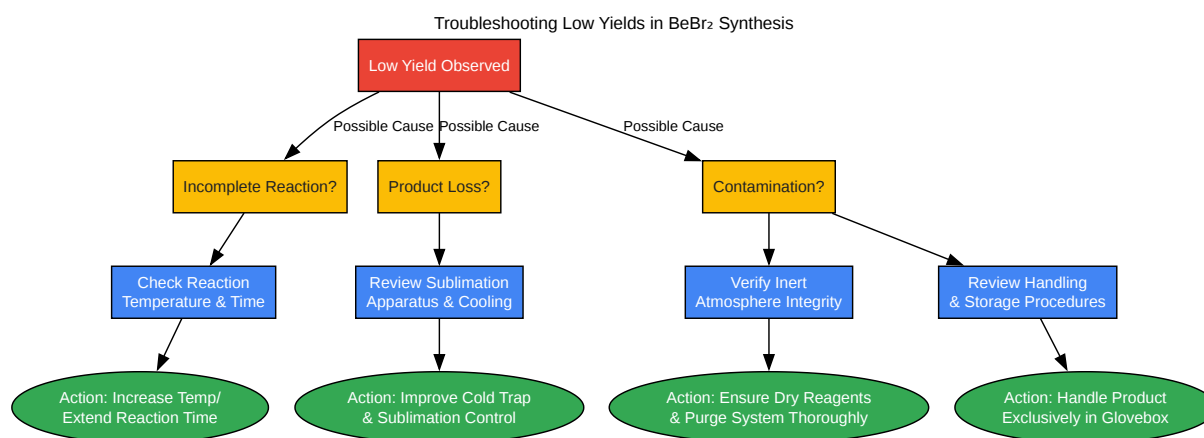 Troubleshooting Low Yields in BeBr₂ Synthesis
Low Yield Observed
Possible Cause
Possible Cause
Possible Cause
Incomplete Reaction?
Product Loss?
Contamination?
Check Reaction
Temperature & Time
Review Sublimation
Apparatus & Cooling
Verify Inert
Atmosphere Integrity
Review Handling
& Storage Procedures
Action: Increase Temp/
Extend Reaction Time
Action: Improve Cold Trap
& Sublimation Control
Action: Ensure Dry Reagents
& Purge System Thoroughly
Action: Handle Product
Exclusively in Glovebox